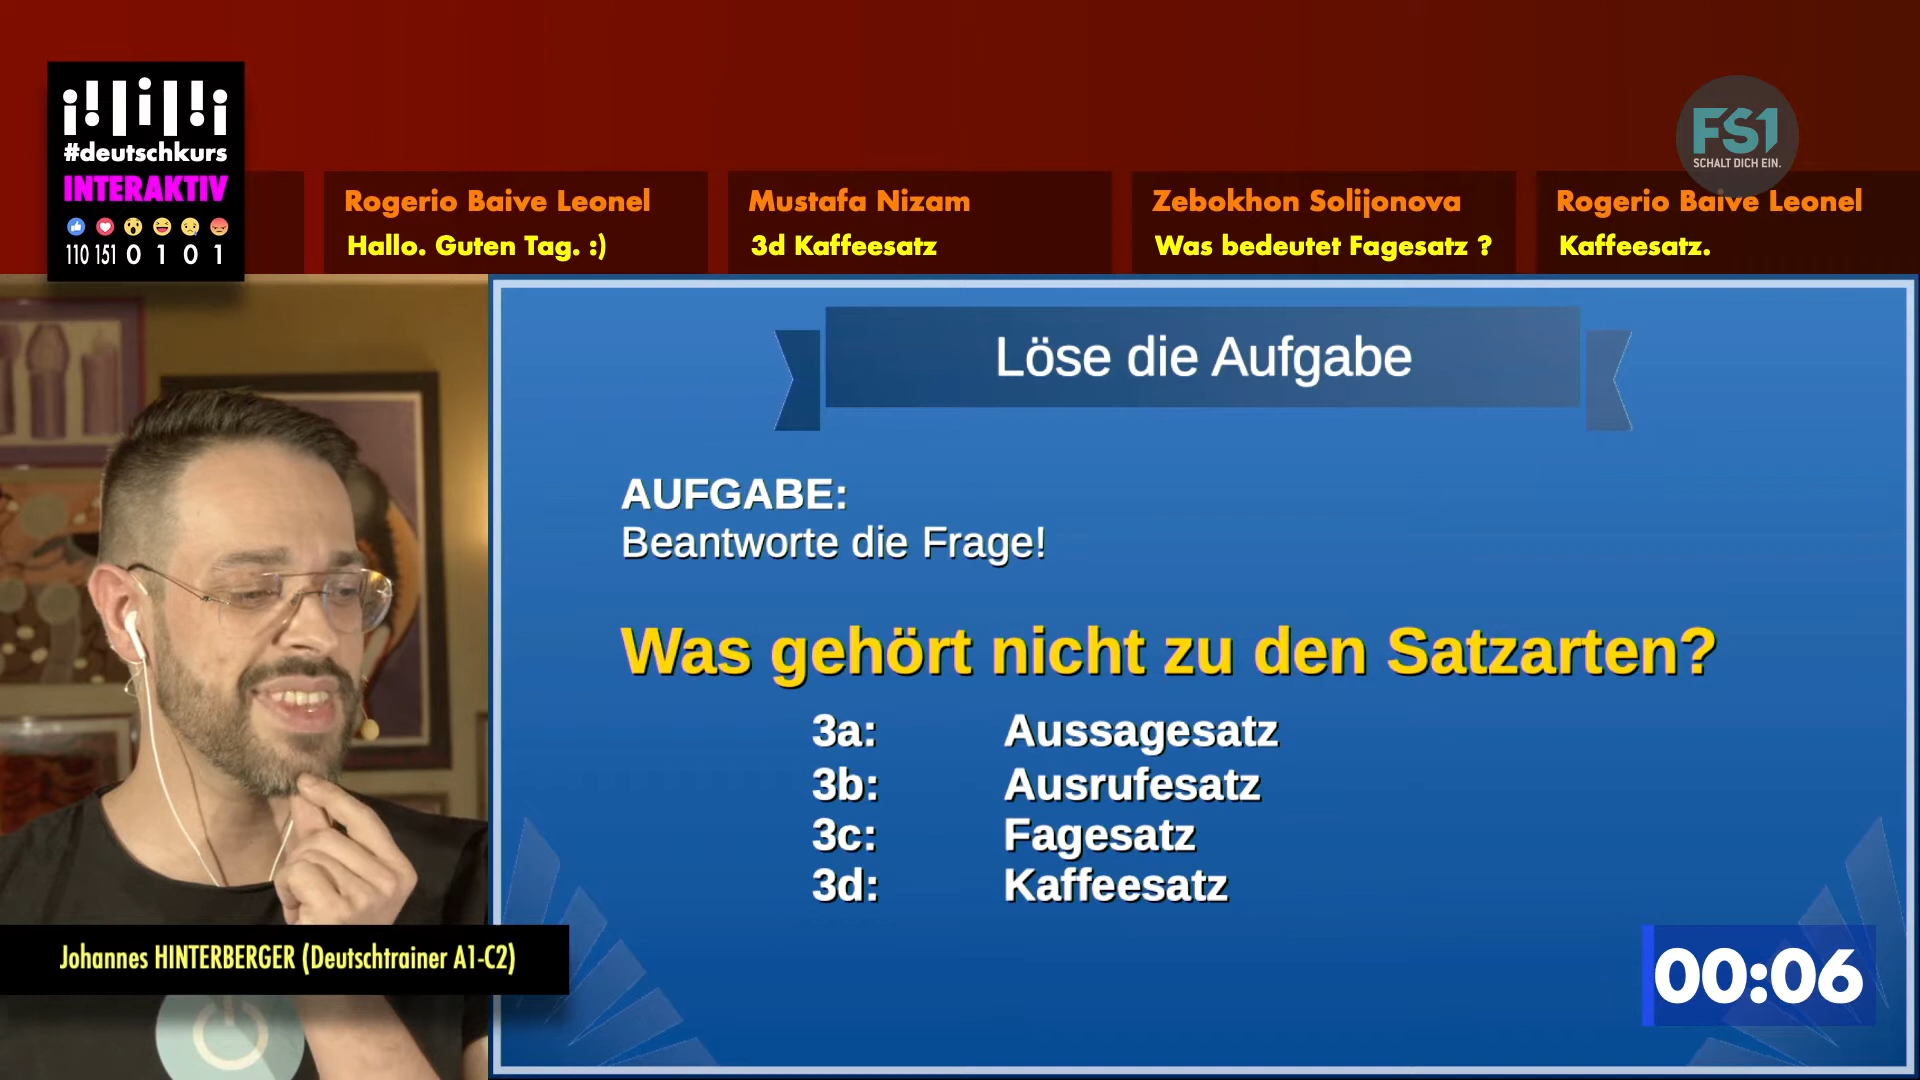 #deutschkurs
INTERAKTIV
110 151 0 1 0 1
FS1
SCHALT DICH EIN.
Rogerio Baive Leonel
Hallo. Guten Tag. :)
Mustafa Nizam
3d Kaffeesatz
Zebokhon Solijonova
Was bedeutet Fagesatz ?
Rogerio Baive Leonel
Kaffeesatz.
Löse die Aufgabe
AUFGABE:
Beantworte die Frage!
Was gehört nicht zu den Satzarten?
3a: Aussagesatz
3b: Ausrufesatz
3c: Fagesatz
3d: Kaffeesatz
Johannes HINTERBERGER (Deutschtrainer A1-C2)
00:06